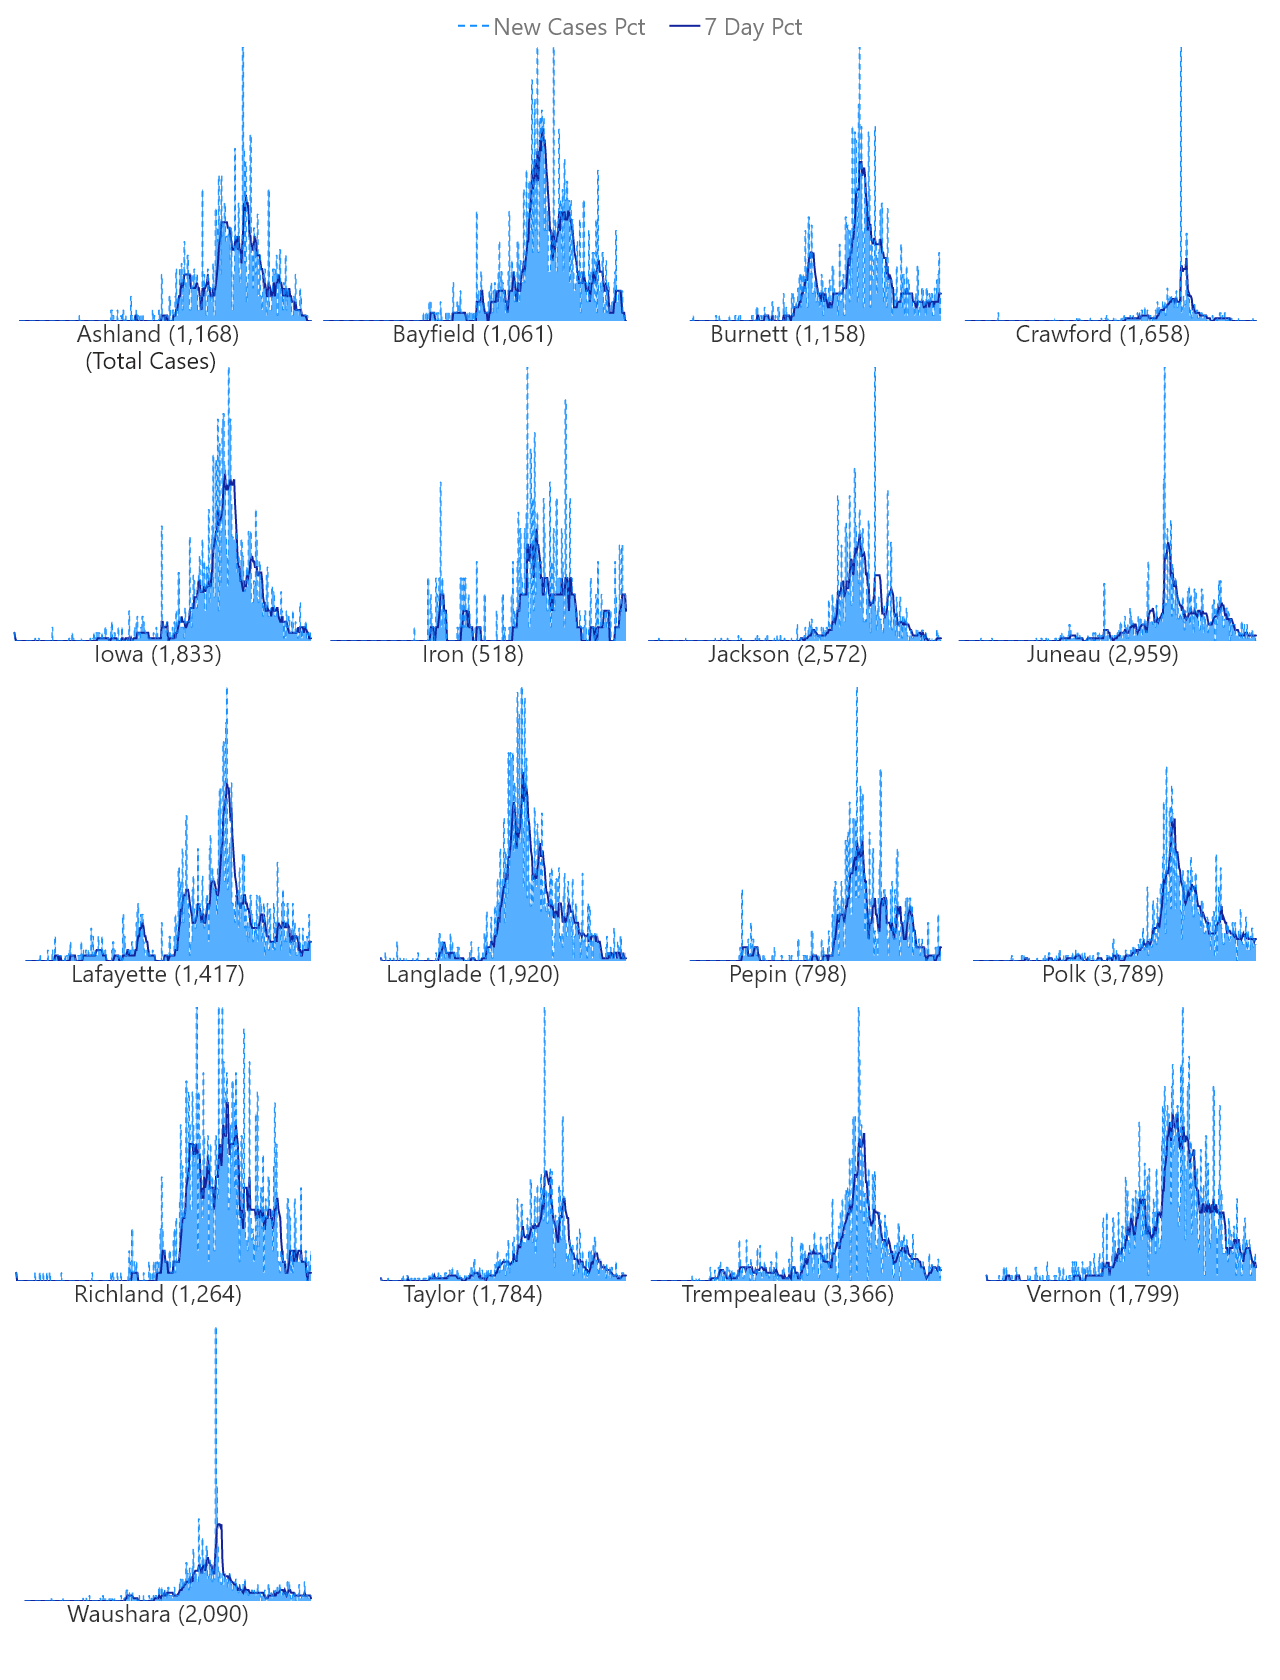 New Cases Pct 7 Day Pct
Ashland (1,168) Bayfield (1,061) Burnett (1,158) Crawford (1,658)
(Total Cases)
Iowa (1,833) Iron (518) Jackson (2,572) Juneau (2,959)
Lafayette (1,417) Langlade (1,920) Pepin (798) Polk (3,789)
Richland (1,264) Taylor (1,784) Trempealeau (3,366) Vernon (1,799)
Waushara (2,090)